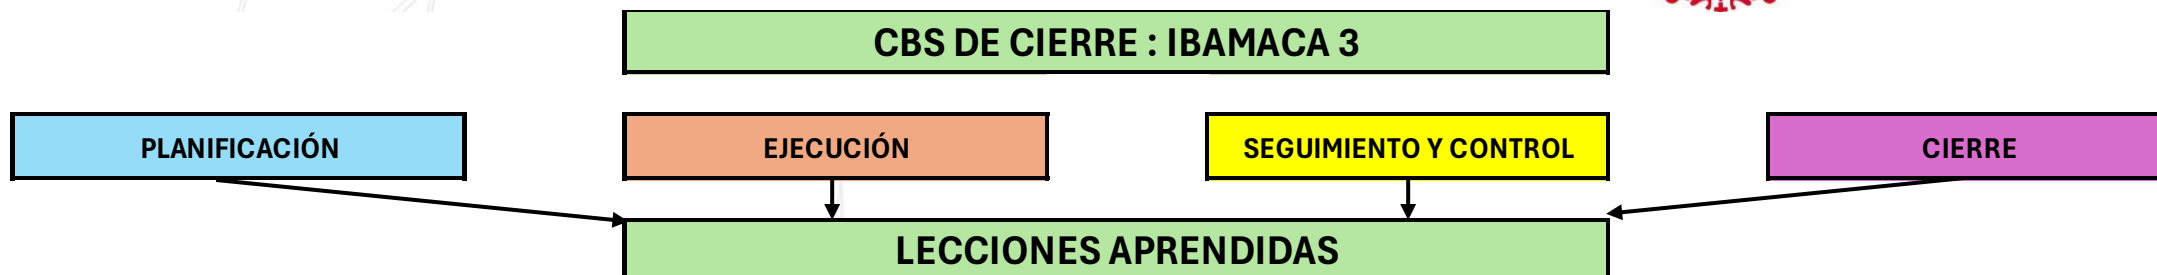 CBS DE CIERRE : IBAMACA 3
PLANIFICACIÓN
EJECUCIÓN
SEGUIMIENTO Y CONTROL
CIERRE
LECCIONES APRENDIDAS